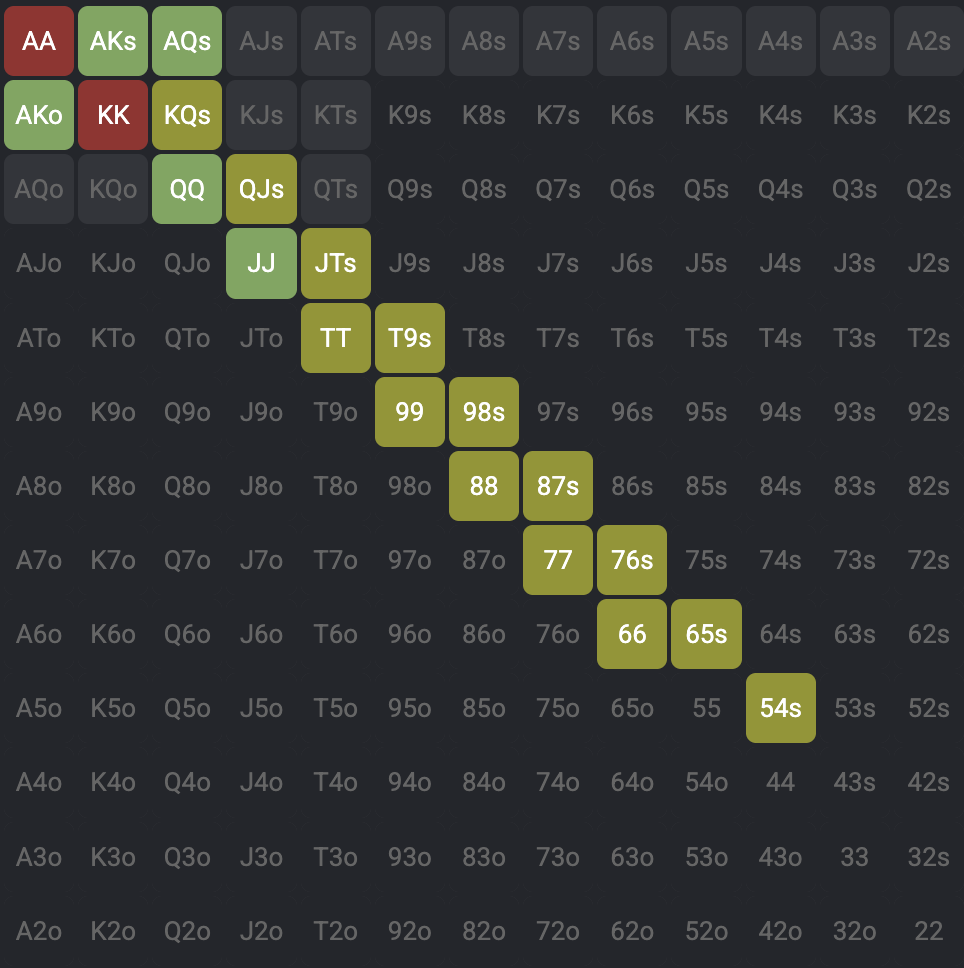 AA AKs AQs AJs ATs A9s A8s A7s A6s A5s A4s A3s A2s
AKo KK KQs KJs KTs K9s K8s K7s K6s K5s K4s K3s K2s
AQo KQo QQ QJs QTs Q9s Q8s Q7s Q6s Q5s Q4s Q3s Q2s
AJo KJo QJo JJ JTs J9s J8s J7s J6s J5s J4s J3s J2s
ATo KTo QTo JTo TT T9s T8s T7s T6s T5s T4s T3s T2s
A9o K9o Q9o J9o T9o 99 98s 97s 96s 95s 94s 93s 92s
A8o K8o Q8o J8o T8o 98o 88 87s 86s 85s 84s 83s 82s
A7o K7o Q7o J7o T7o 97o 87o 77 76s 75s 74s 73s 72s
A6o K6o Q6o J6o T6o 96o 86o 76o 66 65s 64s 63s 62s
A5o K5o Q5o J5o T5o 95o 85o 75o 65o 55 54s 53s 52s
A4o K4o Q4o J4o T4o 94o 84o 74o 64o 54o 44 43s 42s
A3o K3o Q3o J3o T3o 93o 83o 73o 63o 53o 43o 33 32s
A2o K2o Q2o J2o T2o 92o 82o 72o 62o 52o 42o 32o 22